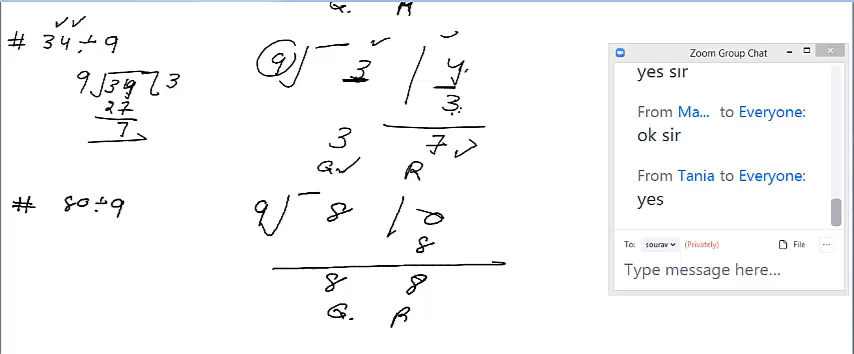 Q. R
# 34 ÷ 9
9 3 4
3
3 7
Q R
9 34 3
27
7
# 80 ÷ 9
9 8 0
8
8 8
Q. R
Zoom Group Chat
yes sir
From Ma... to Everyone:
ok sir
From Tania to Everyone:
yes
To: sourav (Privately) File ...
Type message here...